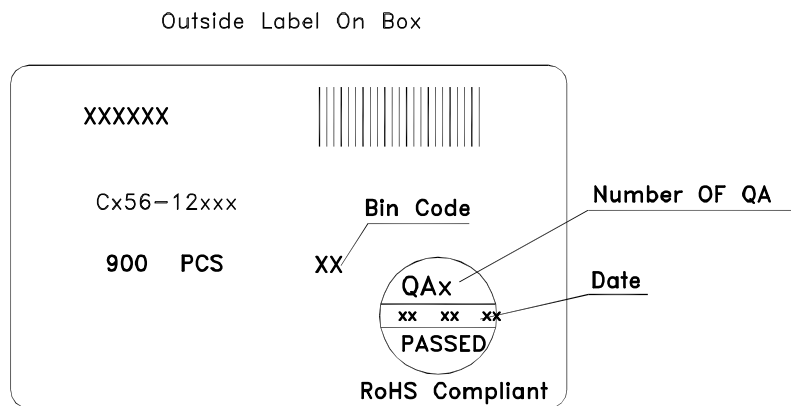 Outside Label On Box
XXXXXX
Cx56-12xxx
Bin Code
Number OF QA
900 PCS
XX
QAx
Date
xx xx xx
PASSED
RoHS Compliant